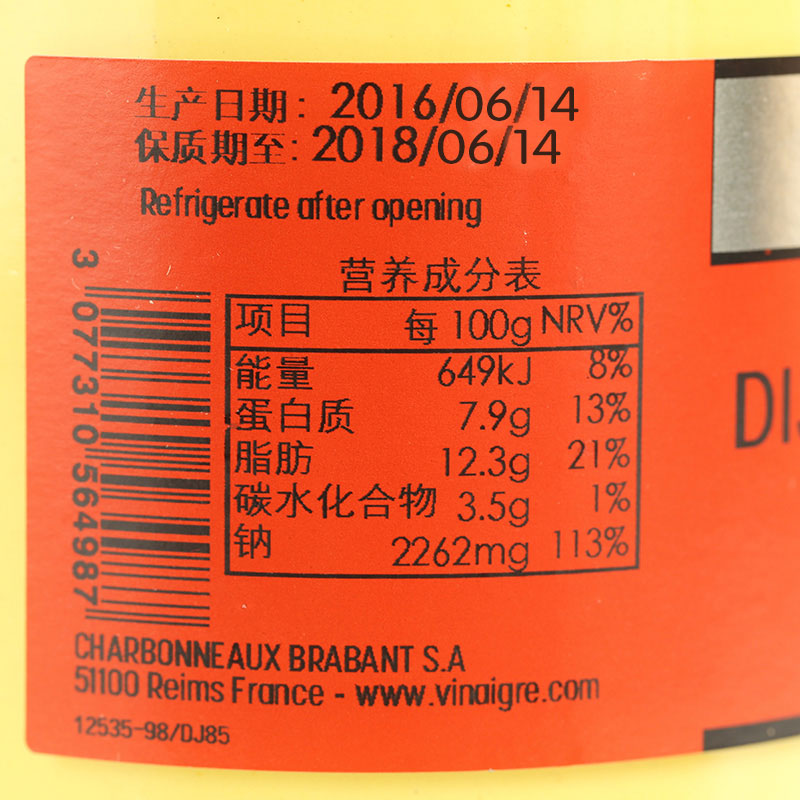 生产日期: 2016/06/14
保质期至: 2018/06/14
Refrigerate after opening
营养成分表
项目 每 100g NRV%
能量 649kJ 8%
蛋白质 7.9g 13%
脂肪 12.3g 21%
碳水化合物 3.5g 1%
钠 2262mg 113%
3 077310 564987
CHARBONNEAUX BRABANT S.A
51100 Reims France - www.vinaigre.com
12535-98/DJ85